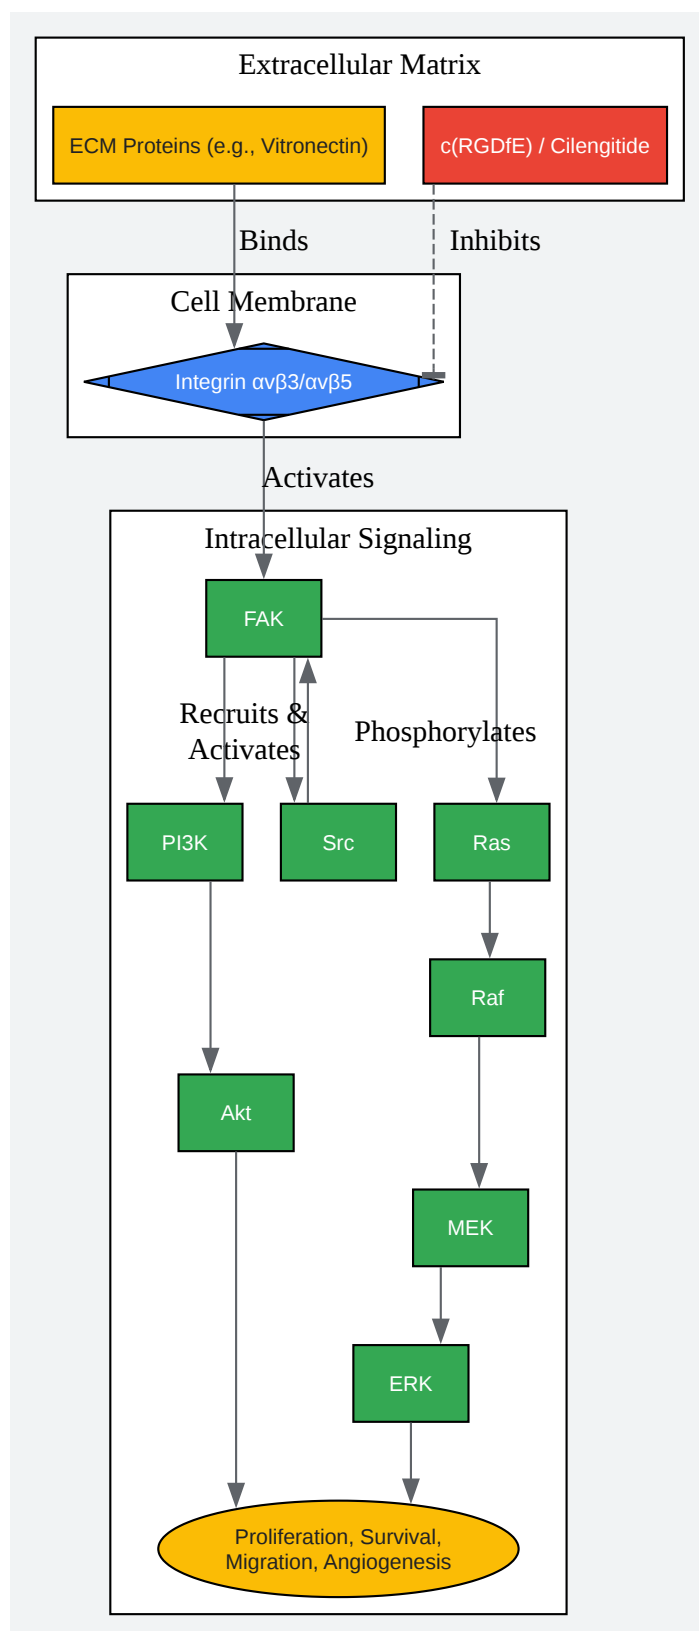 Extracellular Matrix
ECM Proteins (e.g., Vitronectin)
c(RGDfE) / Cilengitide
Binds
Inhibits
Cell Membrane
Integrin αvβ3/αvβ5
Activates
Intracellular Signaling
FAK
Recruits &
Activates
Phosphorylates
PI3K
Src
Ras
Raf
Akt
MEK
ERK
Proliferation, Survival,
Migration, Angiogenesis